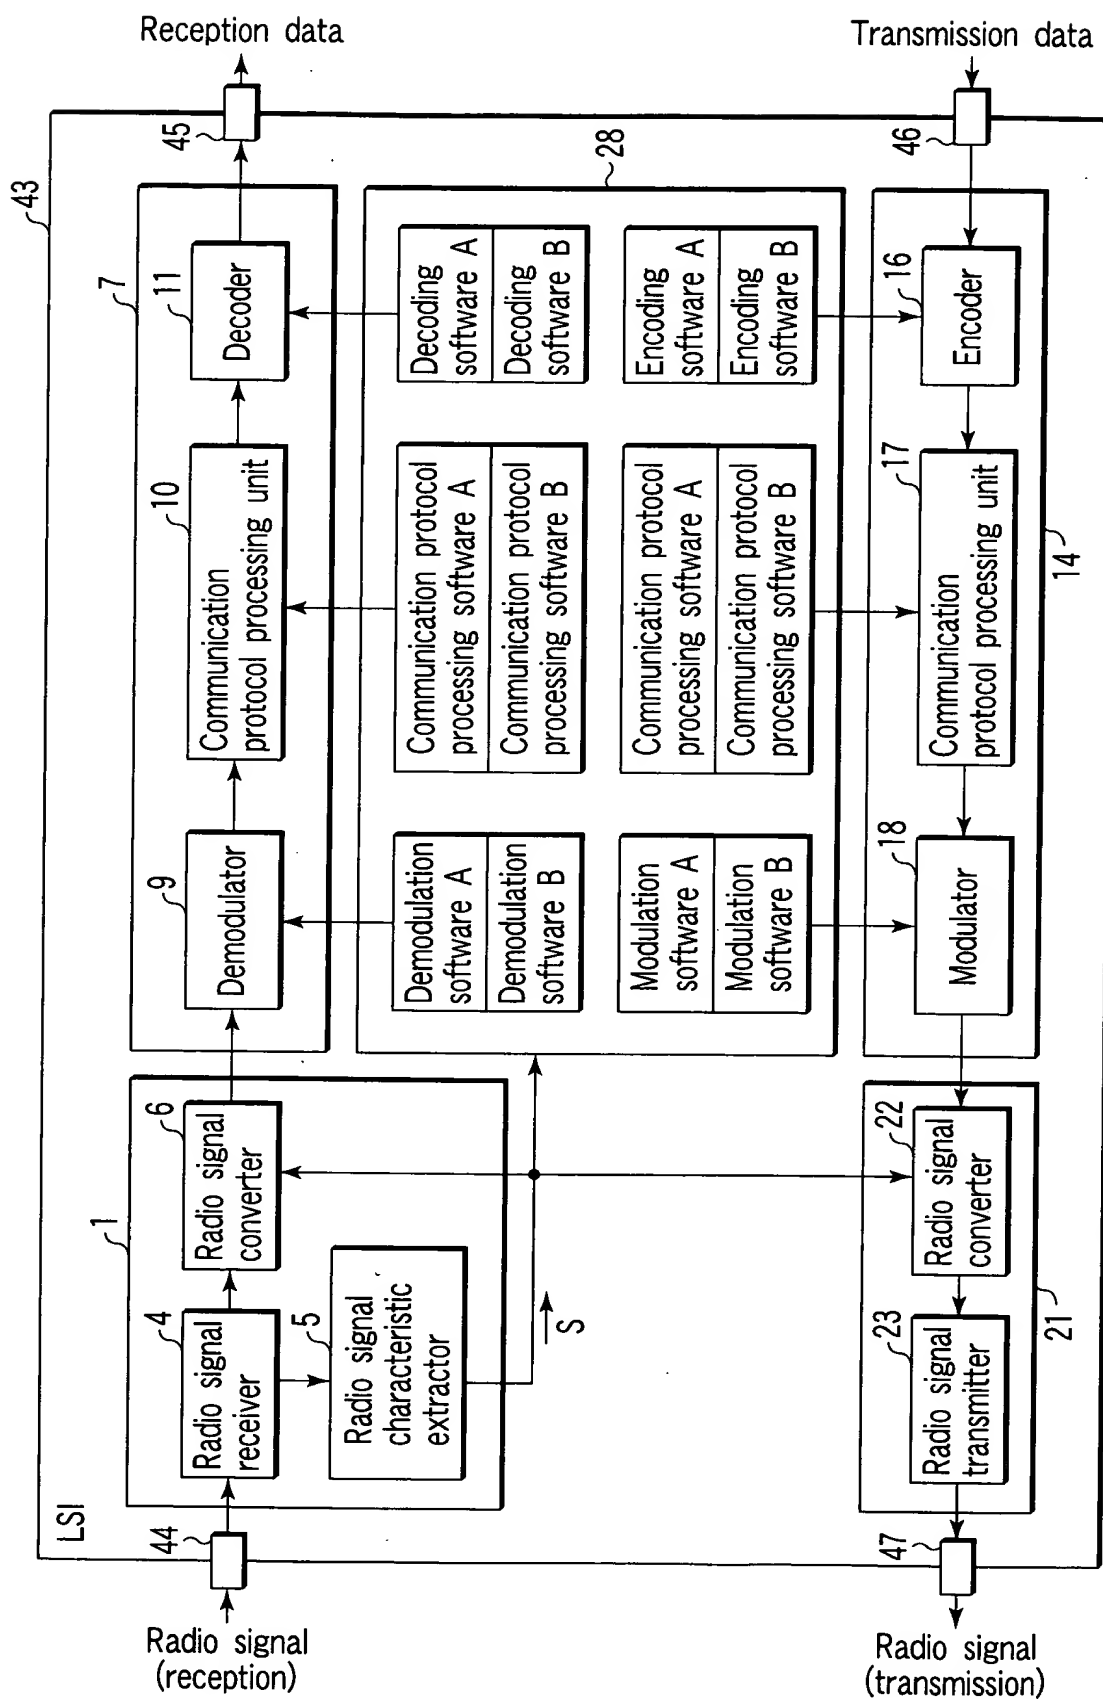 Reception data
Transmission data
43
45
46
7
28
11
Decoder
Decoding
software A
Decoding
software B
Encoding
software A
Encoding
software B
16
Encoder
10
Communication
protocol processing unit
Communication protocol
processing software A
Communication protocol
processing software B
Communication protocol
processing software A
Communication protocol
processing software B
17
Communication
protocol processing unit
14
9
Demodulator
Demodulation
software A
Demodulation
software B
Modulation
software A
Modulation
software B
18
Modulator
1
6
Radio signal
converter
4
Radio signal
receiver
5
Radio signal
characteristic
extractor
S
22
Radio signal
converter
23
Radio signal
transmitter
21
LSI
44
47
Radio signal
(reception)
Radio signal
(transmission)